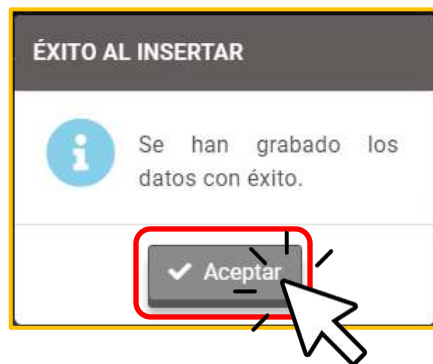 ÉXITO AL INSERTAR
Se han grabado los
datos con éxito.
Aceptar